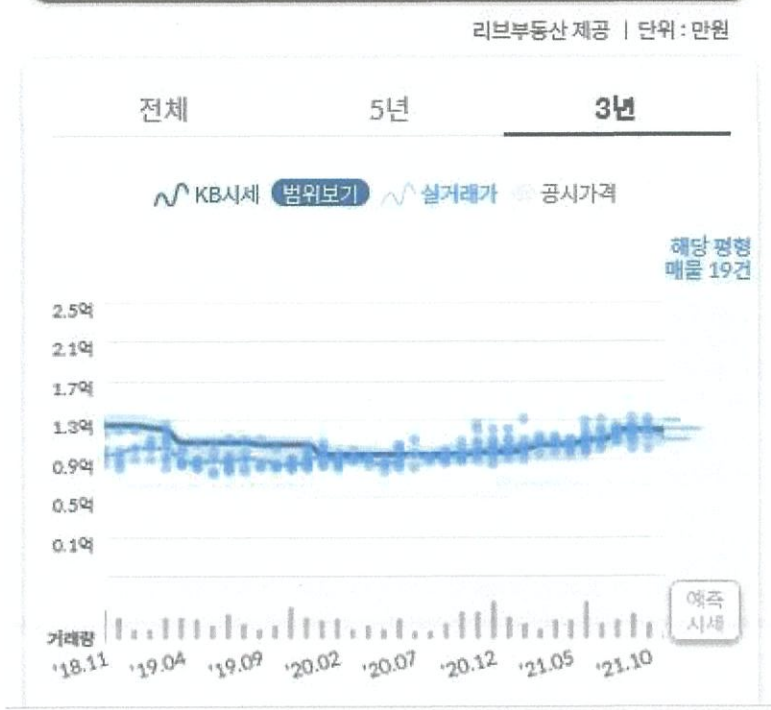 리브부동산 제공 | 단위 : 만원
전체 5년 3년
KB시세 범위보기 실거래가 공시가격
해당 평형
매물 19건
2.5억
2.1억
1.7억
1.3억
0.9억
0.5억
0.1억
예측
시세
거래량
'18.11 '19.04 '19.09 '20.02 '20.07 '20.12 '21.05 '21.10